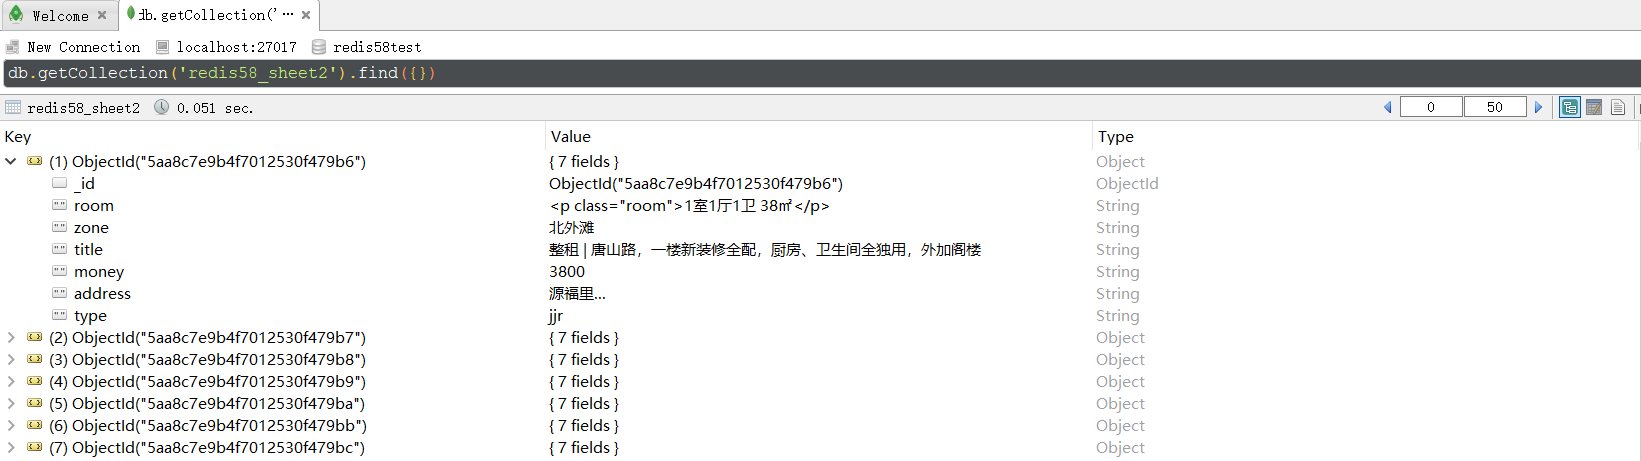 Welcome
db.getCollection('…
New Connection localhost:27017 redis58test
db.getCollection('redis58_sheet2').find({})
redis58_sheet2 0.051 sec. 0 50
Key Value Type
(1) ObjectId("5aa8c7e9b4f7012530f479b6") { 7 fields } Object
_id ObjectId("5aa8c7e9b4f7012530f479b6") ObjectId
room <p class="room">1室1厅1卫 38㎡</p> String
zone 北外滩 String
title 整租 | 唐山路，一楼新装修全配，厨房、卫生间全独用，外加阁楼 String
money 3800 String
address 源福里... String
type jjr String
(2) ObjectId("5aa8c7e9b4f7012530f479b7") { 7 fields } Object
(3) ObjectId("5aa8c7e9b4f7012530f479b8") { 7 fields } Object
(4) ObjectId("5aa8c7e9b4f7012530f479b9") { 7 fields } Object
(5) ObjectId("5aa8c7e9b4f7012530f479ba") { 7 fields } Object
(6) ObjectId("5aa8c7e9b4f7012530f479bb") { 7 fields } Object
(7) ObjectId("5aa8c7e9b4f7012530f479bc") { 7 fields } Object